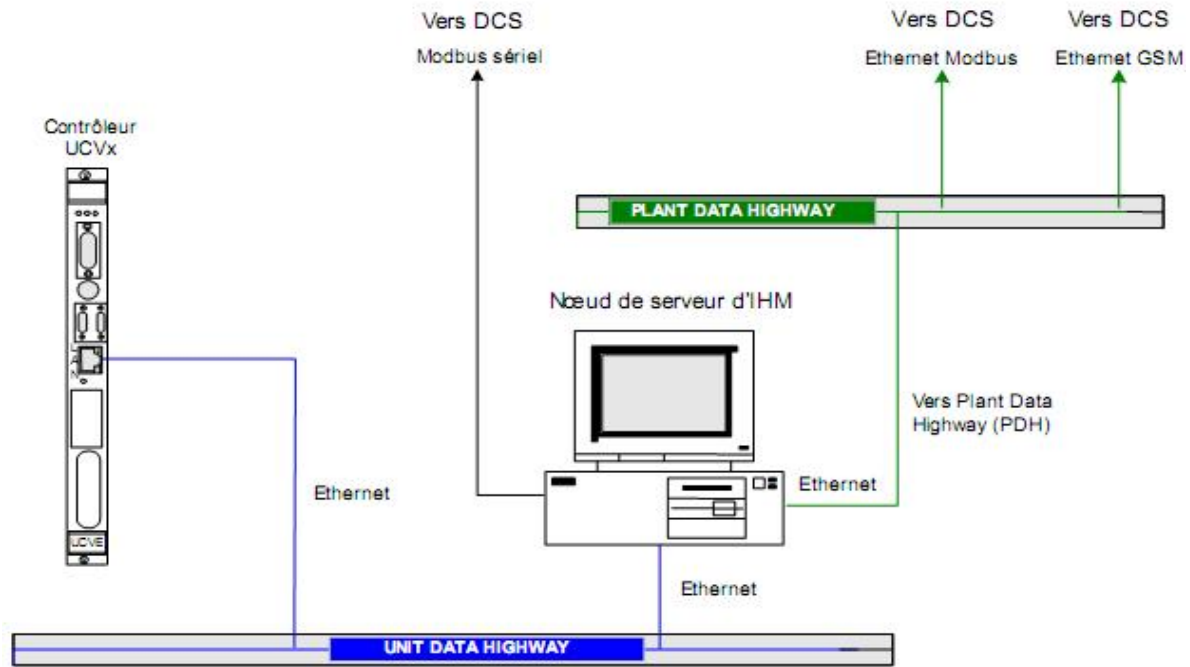 Vers DCS
Modbus sériel
Vers DCS
Ethernet Modbus
Vers DCS
Ethernet GSM
Contrôleur
UCVx
PLANT DATA HIGHWAY
Nœud de serveur d'IHM
LAN
Vers Plant Data
Highway (PDH)
Ethernet
Ethernet
UCVE
Ethernet
UNIT DATA HIGHWAY